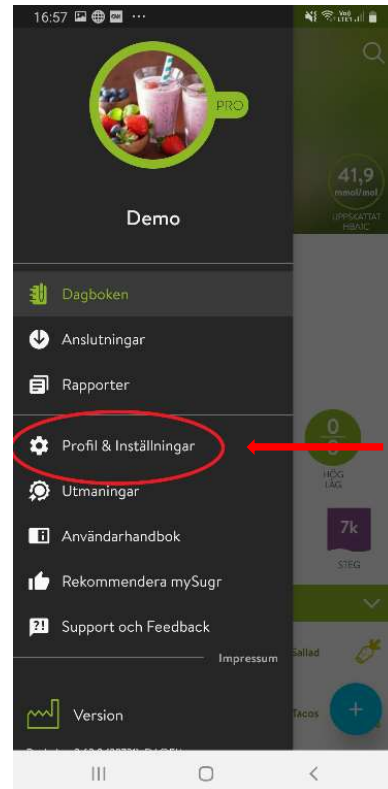 16:57
PRO
41,9
mmol/mol
UPPSKATTAT
HBA1C
Demo
Dagboken
Anslutningar
Rapporter
Profil & Inställningar
0
HÖG
LÅG
Utmaningar
7k
STEG
Användarhandbok
Rekommendera mySugr
Support och Feedback
Impressum
Sallad
Version
Tacos